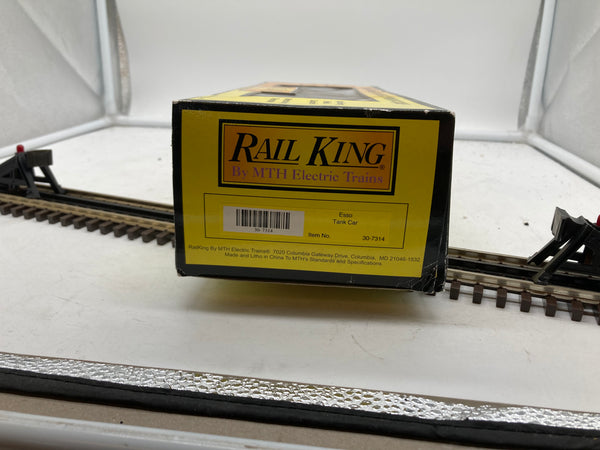 RAIL KING®
By MTH Electric Trains
Esso
Tank Car
30-7314
Item No. 30-7314
RailKing By MTH Electric Trains® 7020 Columbia Gateway Drive, Columbia, MD 21046-1532
Made and Litho in China To MTH's Standards and Specifications